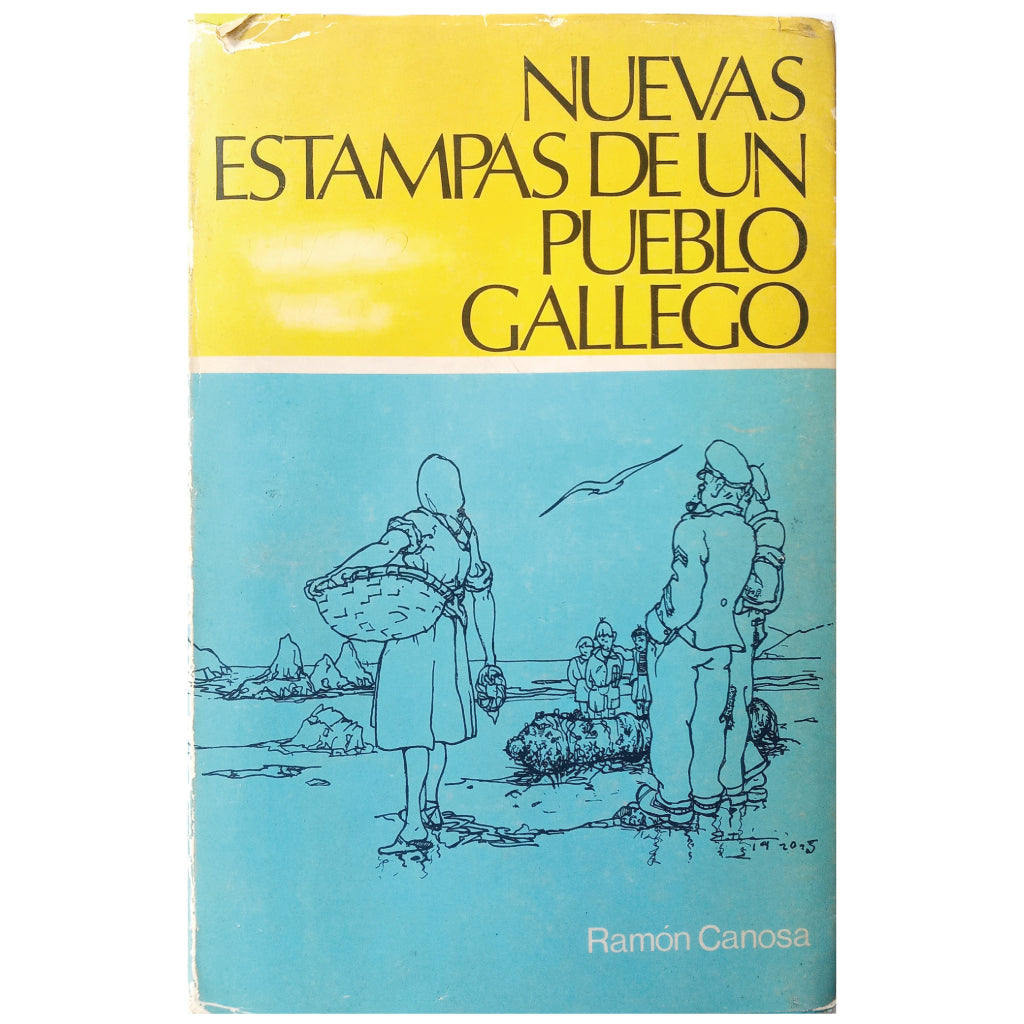 NUEVAS
ESTAMPAS DE UN
PUEBLO
GALLEGO
Ramón Canosa